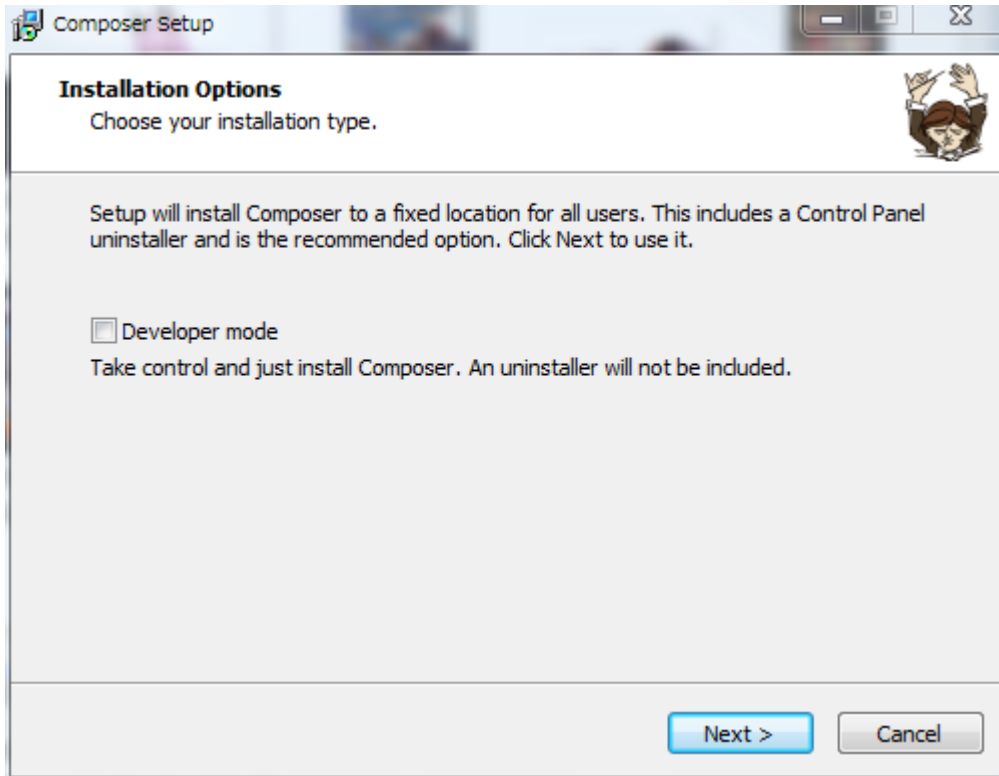 Composer Setup
Installation Options
Choose your installation type.
Setup will install Composer to a fixed location for all users. This includes a Control Panel
uninstaller and is the recommended option. Click Next to use it.
Developer mode
Take control and just install Composer. An uninstaller will not be included.
Next >
Cancel